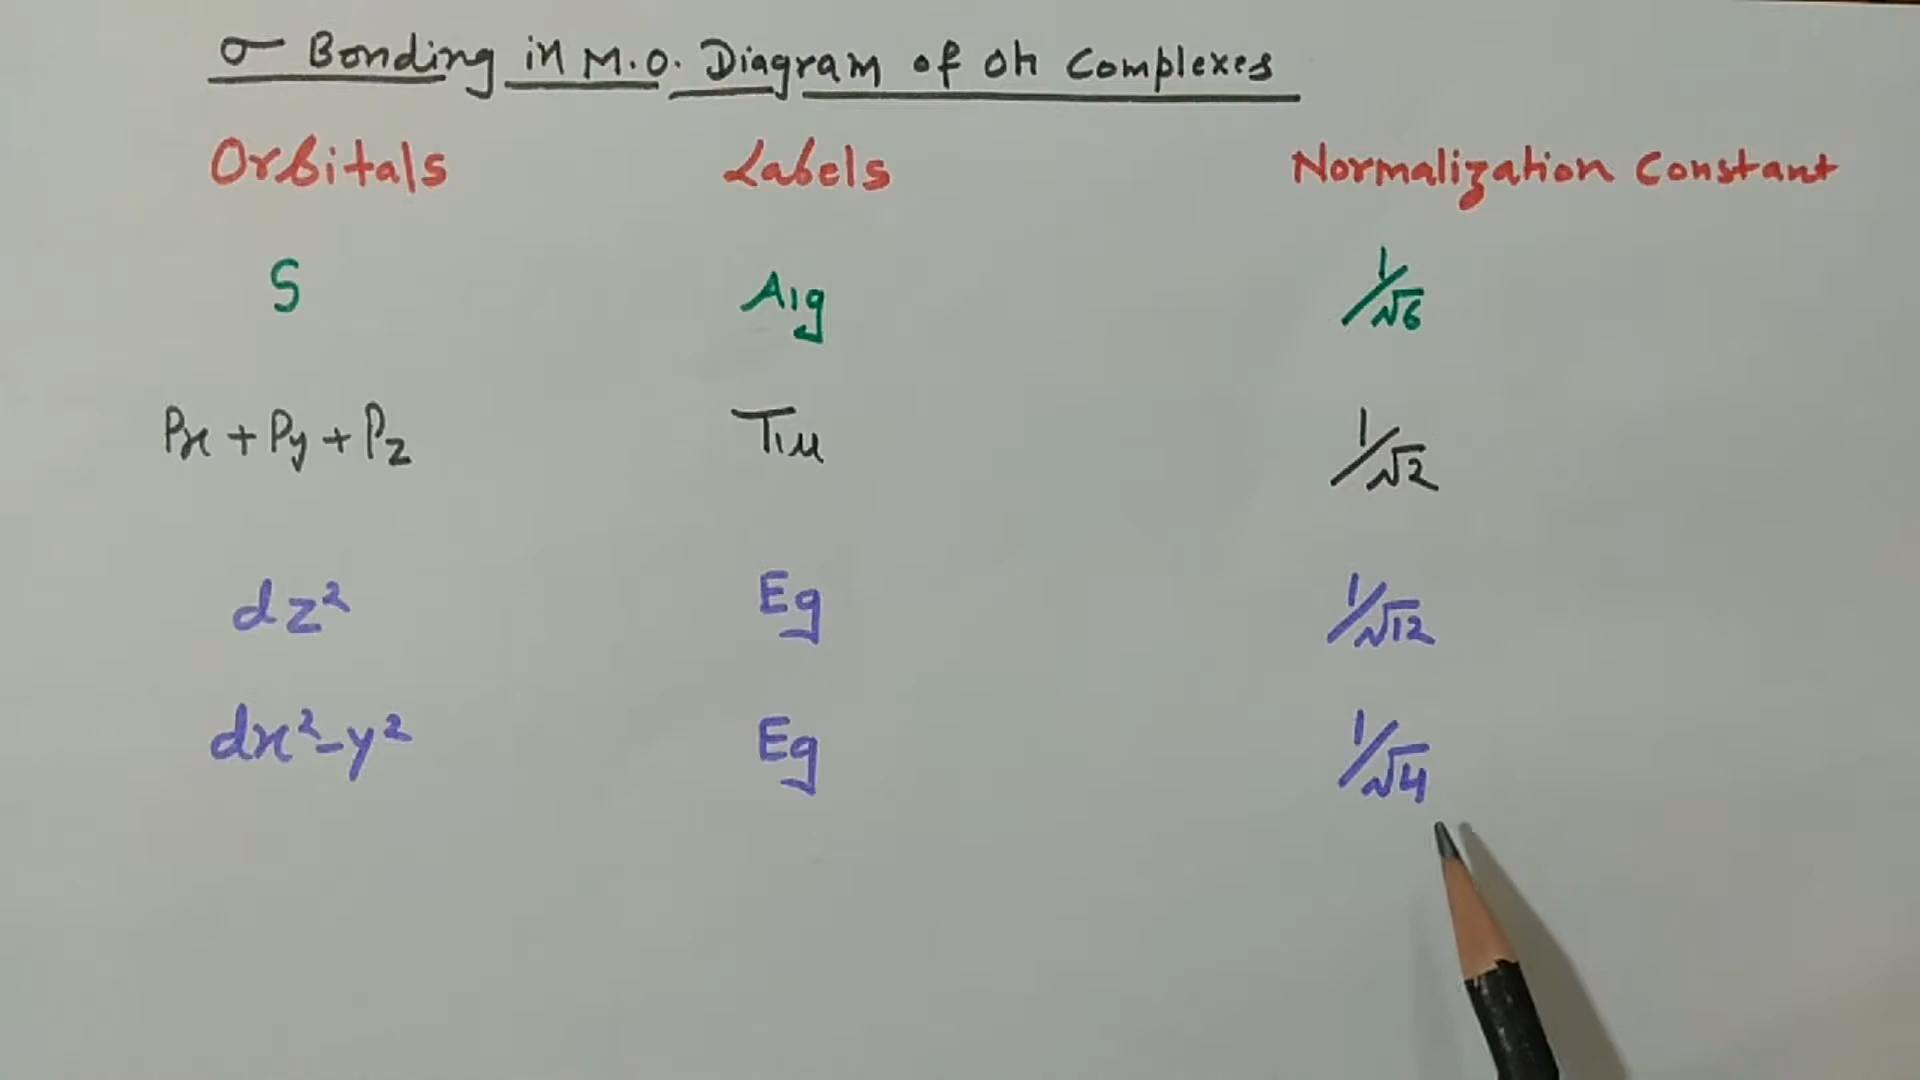 σ Bonding in M.O. Diagram of Oh Complexes
Orbitals Labels Normalization Constant
S A1g 1/√6
Px + Py + Pz T1u 1/√2
dz² Eg 1/√12
dx²-y² Eg 1/√4